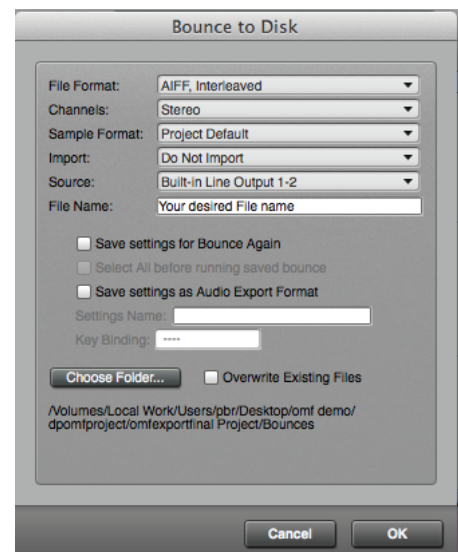 Bounce to Disk
File Format: AIFF, Interleaved
Channels: Stereo
Sample Format: Project Default
Import: Do Not Import
Source: Built-in Line Output 1-2
File Name: Your desired File name
Save settings for Bounce Again
Select All before running saved bounce
Save settings as Audio Export Format
Settings Name:
Key Binding: ----
Choose Folder... Overwrite Existing Files
/Volumes/Local Work/Users/pbr/Desktop/omf demo/
dpomfproject/omfexportfinal Project/Bounces
Cancel OK